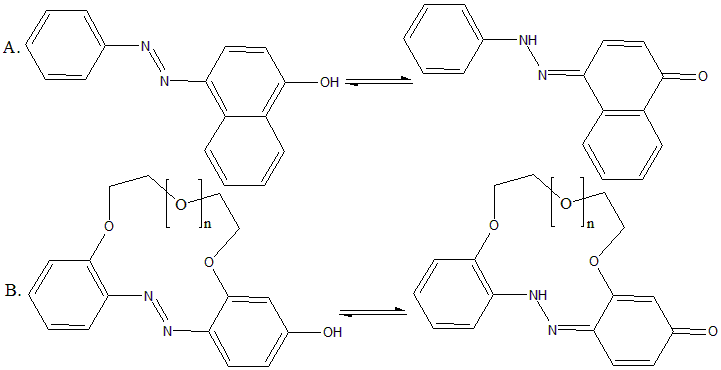 A. N N OH NH N O
O [O]n O N N OH O [O]n O NH N O
B.